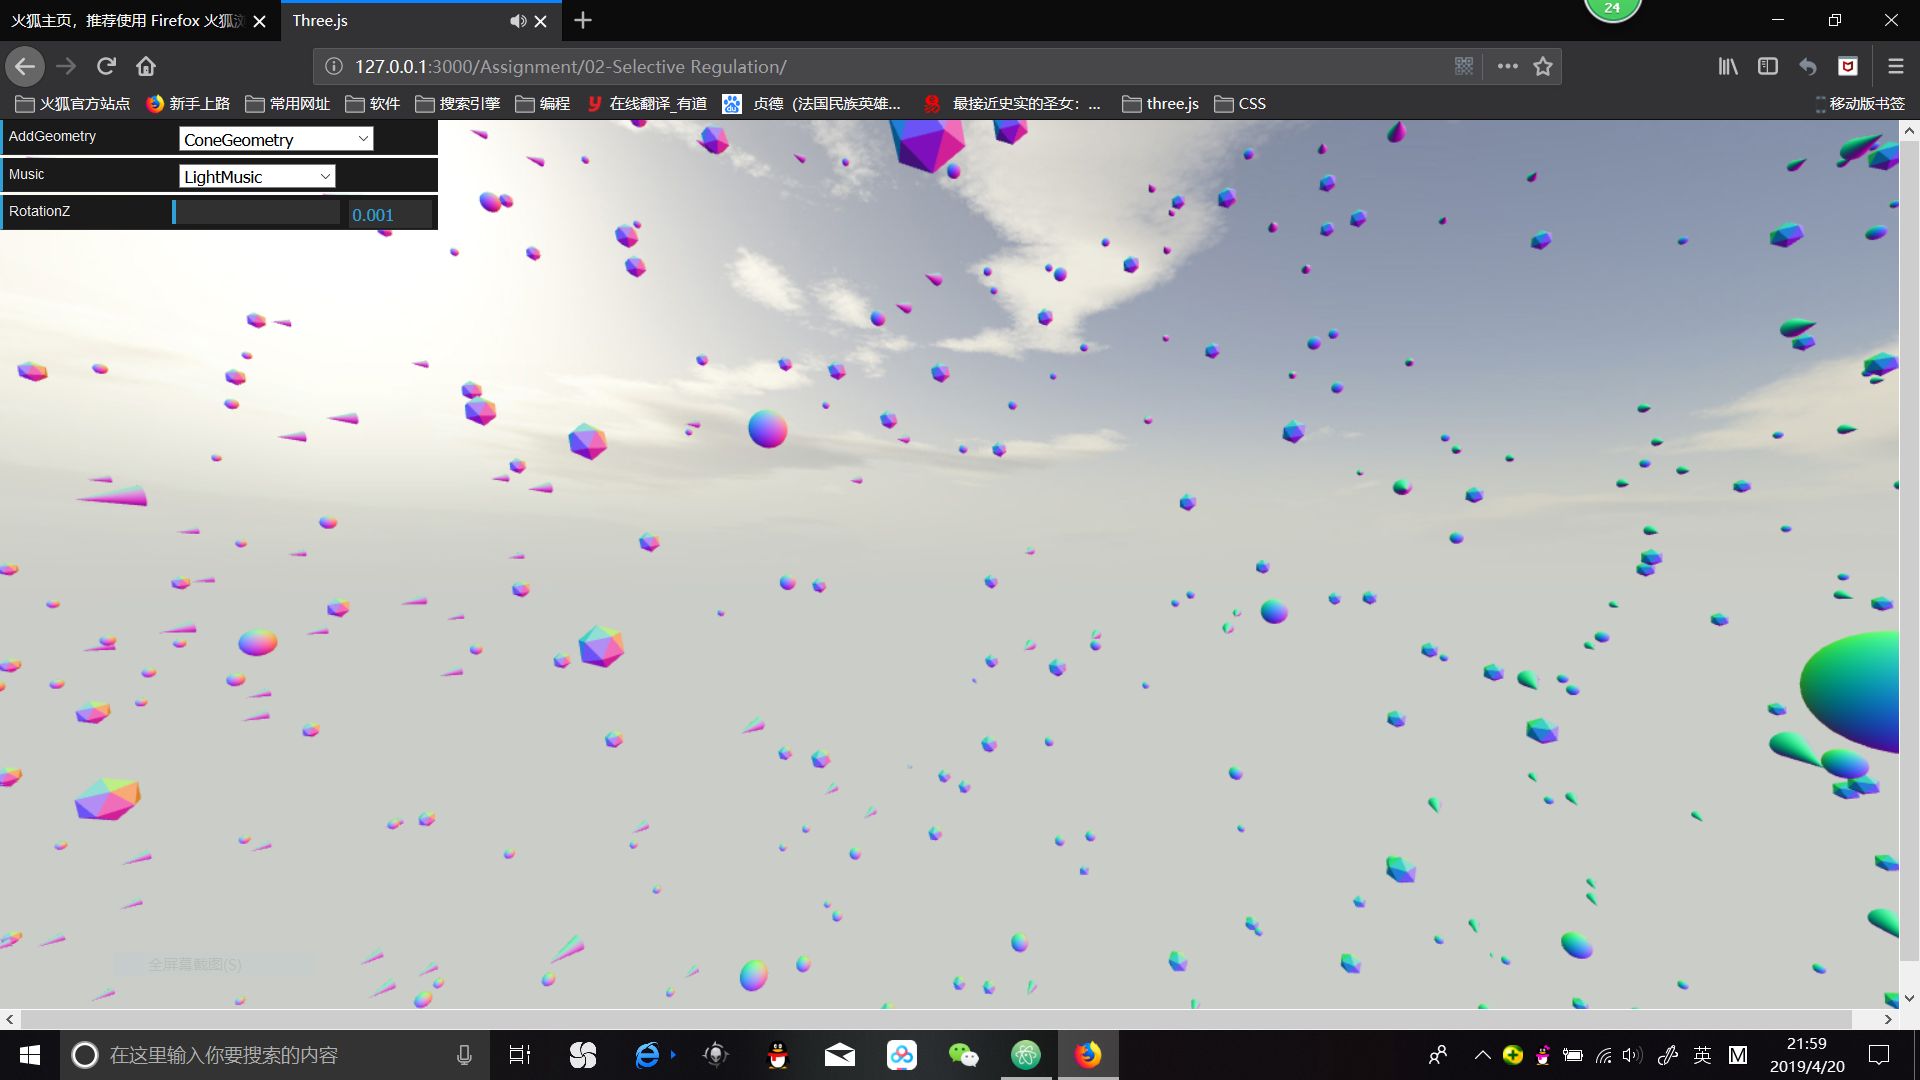 火狐主页，推荐使用 Firefox 火狐浏
Three.js
24
127.0.0.1:3000/Assignment/02-Selective Regulation/
火狐官方站点
新手上路
常用网址
软件
搜索引擎
编程
在线翻译_有道
贞德（法国民族英雄...
最接近史实的圣女：...
three.js
CSS
移动版书签
AddGeometry
ConeGeometry
Music
LightMusic
RotationZ
0.001
全屏幕截图(S)
在这里输入你要搜索的内容
英
M
21:59
2019/4/20